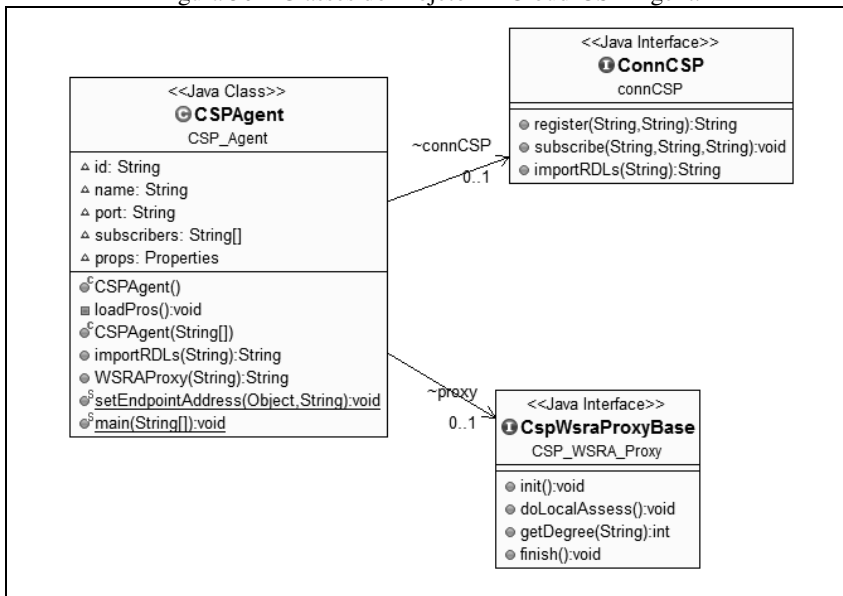 <<Java Class>>
CSPAgent
CSP_Agent
id: String
name: String
port: String
subscribers: String[]
props: Properties
CSPAgent()
loadPros():void
CSPAgent(String[])
importRDLs(String):String
WSRAProxy(String):String
setEndpointAddress(Object,String):void
main(String[]):void
~connCSP
0..1
<<Java Interface>>
ConnCSP
connCSP
register(String,String):String
subscribe(String,String,String):void
importRDLs(String):String
~proxy
0..1
<<Java Interface>>
CspWsraProxyBase
CSP_WSRA_Proxy
init():void
doLocalAssess():void
getDegree(String):int
finish():void